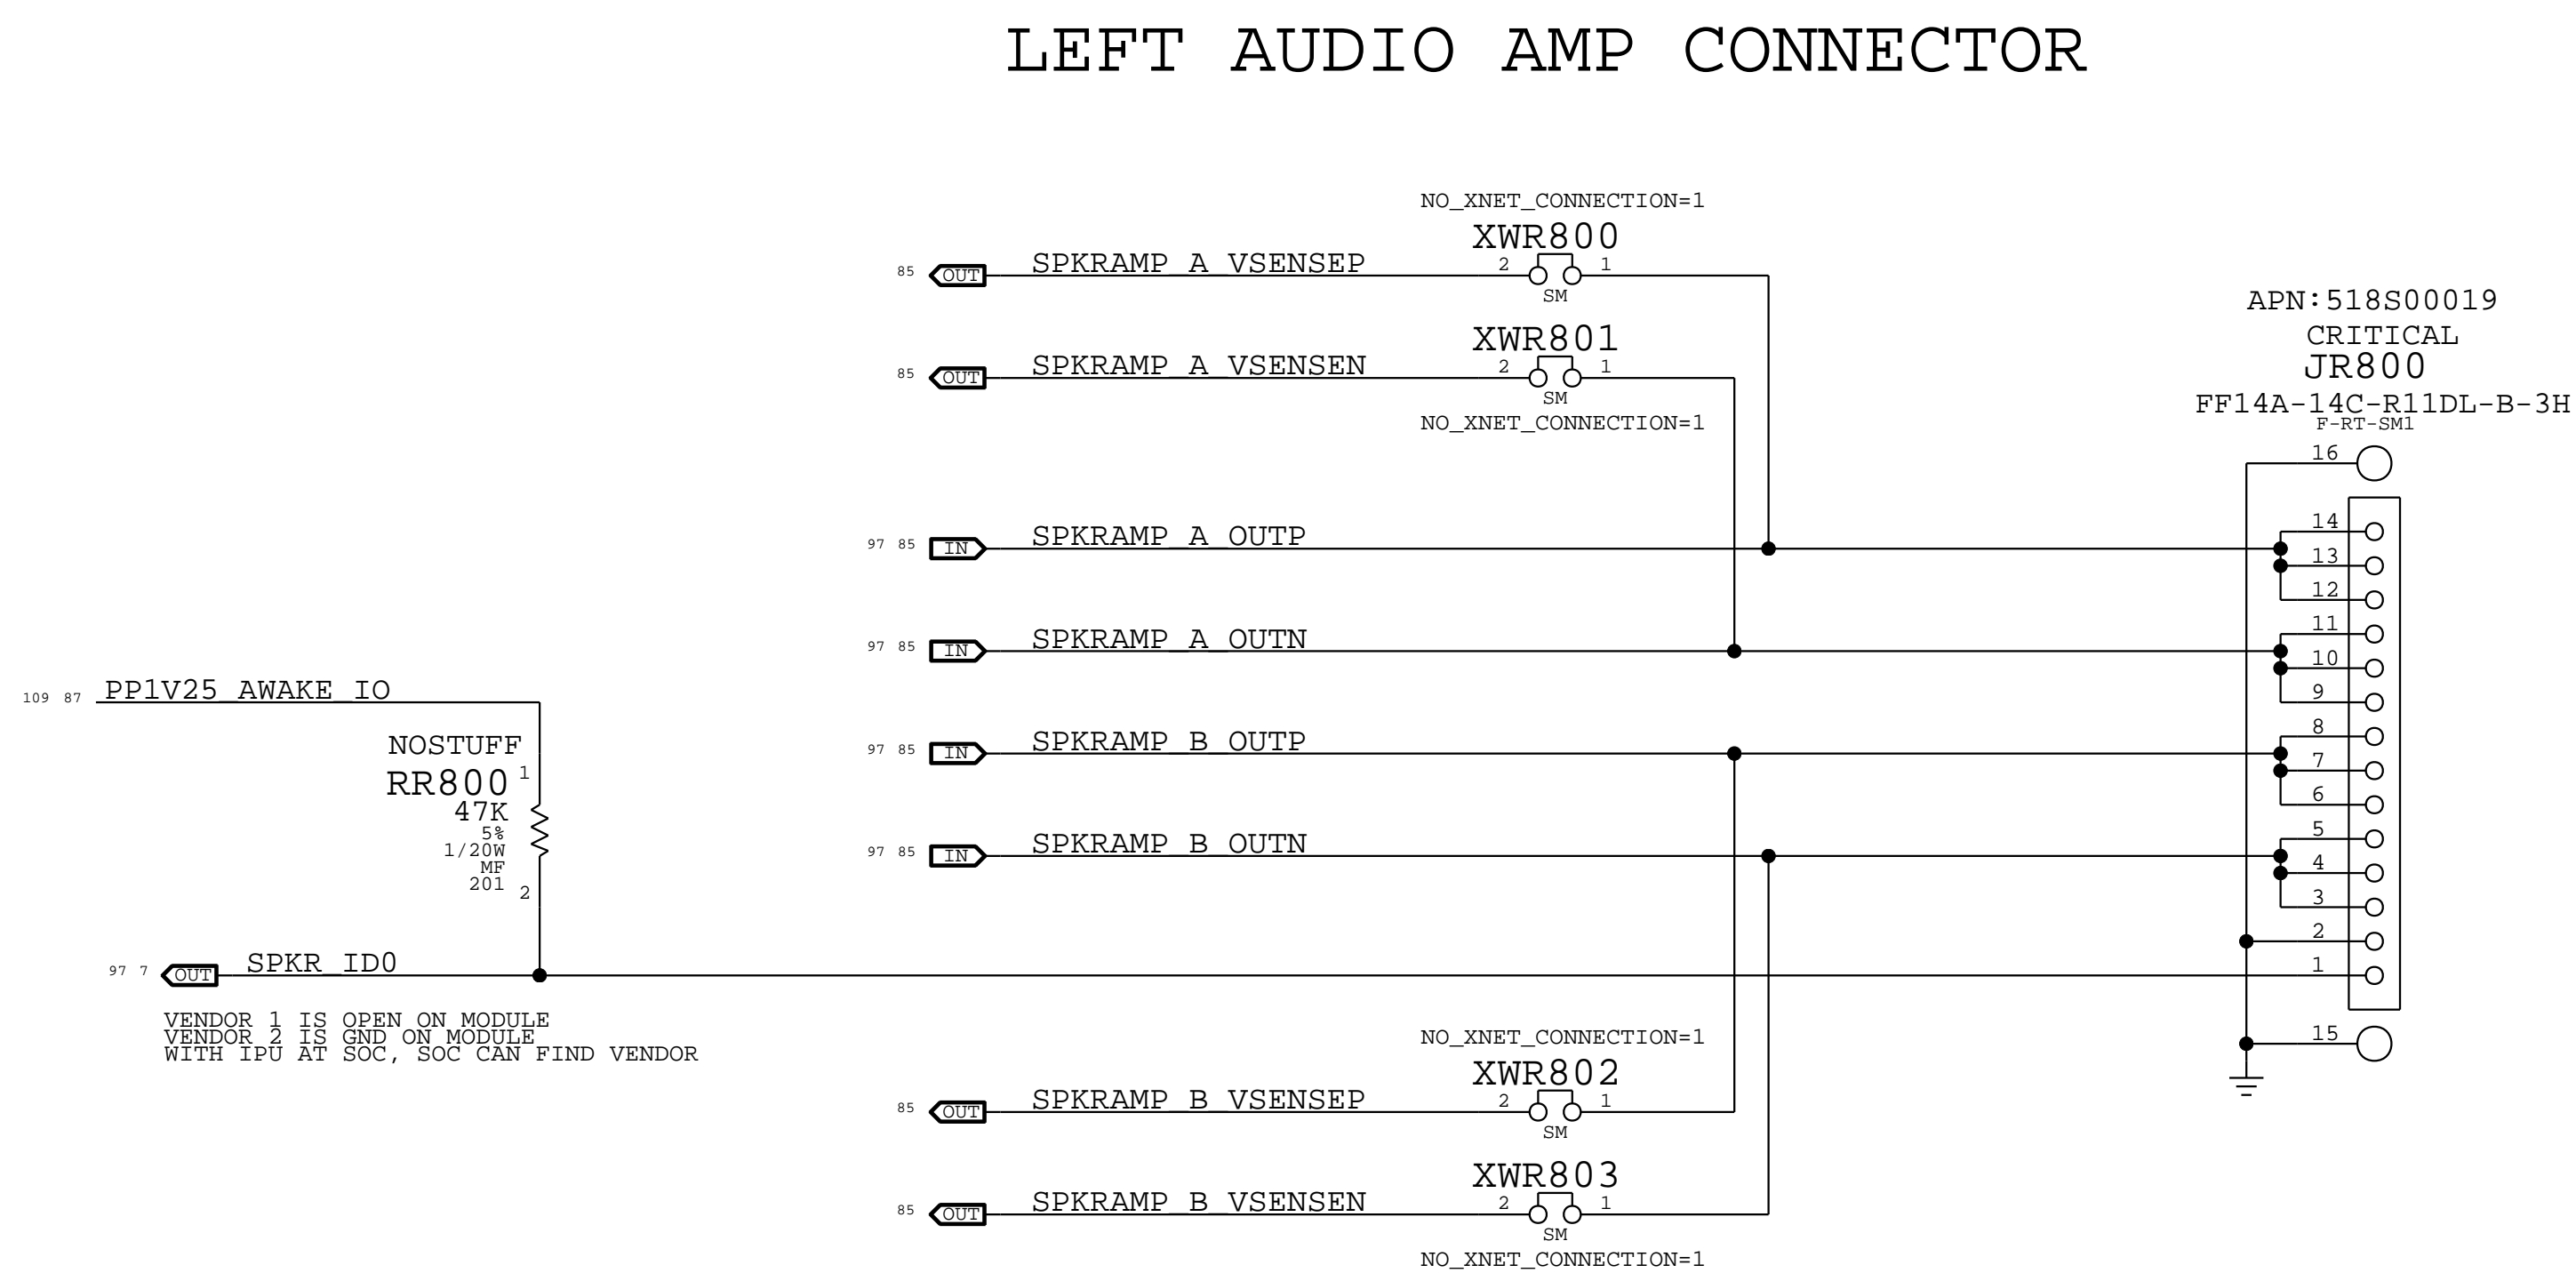 LEFT AUDIO AMP CONNECTOR
NO_XNET_CONNECTION=1
XWR800
85 OUT SPKRAMP_A_VSENSEP 2 1
SM
XWR801
85 OUT SPKRAMP_A_VSENSEN 2 1
SM
NO_XNET_CONNECTION=1
APN:518S00019
CRITICAL
JR800
FF14A-14C-R11DL-B-3H
F-RT-SM1
16
14
97 85 IN SPKRAMP_A_OUTP
13
12
11
97 85 IN SPKRAMP_A_OUTN
10
9
109 87 PP1V25_AWAKE_IO
8
97 85 IN SPKRAMP_B_OUTP
7
6
NOSTUFF
RR800 1
47K
5%
1/20W
MF
201 2
5
97 85 IN SPKRAMP_B_OUTN
4
3
2
97 7 OUT SPKR_ID0 1
15
VENDOR 1 IS OPEN ON MODULE
VENDOR 2 IS GND ON MODULE
WITH IPU AT SOC, SOC CAN FIND VENDOR
NO_XNET_CONNECTION=1
XWR802
85 OUT SPKRAMP_B_VSENSEP 2 1
SM
XWR803
85 OUT SPKRAMP_B_VSENSEN 2 1
SM
NO_XNET_CONNECTION=1